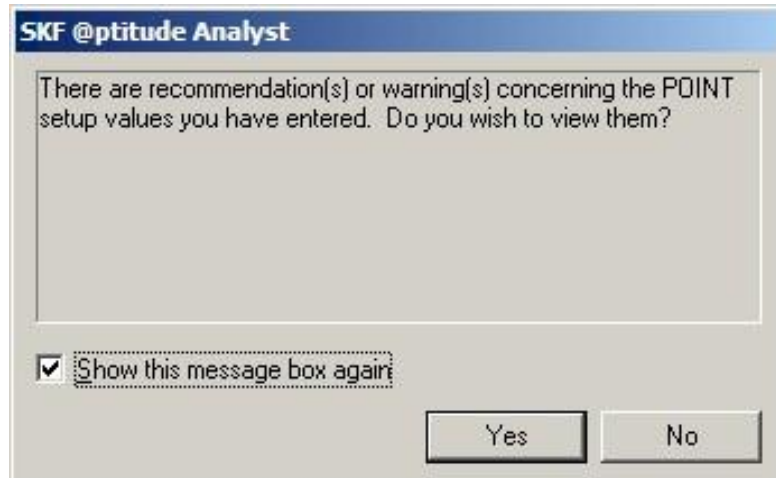 SKF @ptitude Analyst
There are recommendation(s) or warning(s) concerning the POINT
setup values you have entered. Do you wish to view them?
Show this message box again
Yes
No